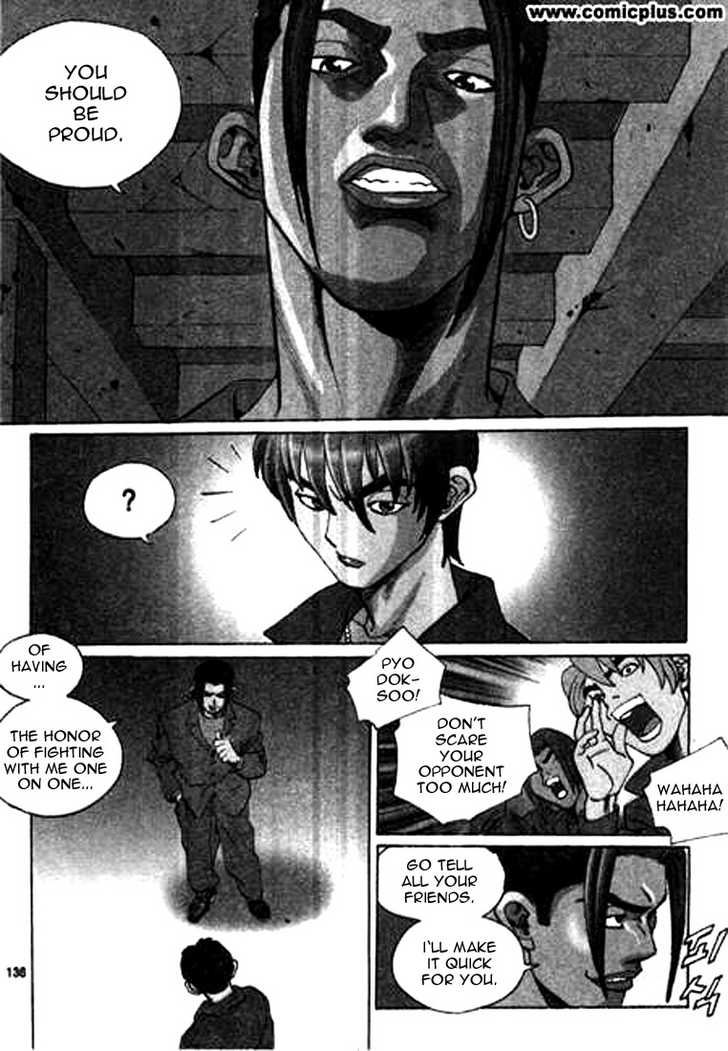 www.comicplus.com
YOU
SHOULD
BE
PROUD.
?
OF
HAVING
...
THE HONOR
OF FIGHTING
WITH ME ONE
ON ONE...
PYO
DOK-
SOO!
DON'T
SCARE
YOUR
OPPONENT
TOO MUCH!
WAHAHA
HAHAHA!
GO TELL
ALL YOUR
FRIENDS.
I'LL MAKE
IT QUICK
FOR YOU.
피식
136